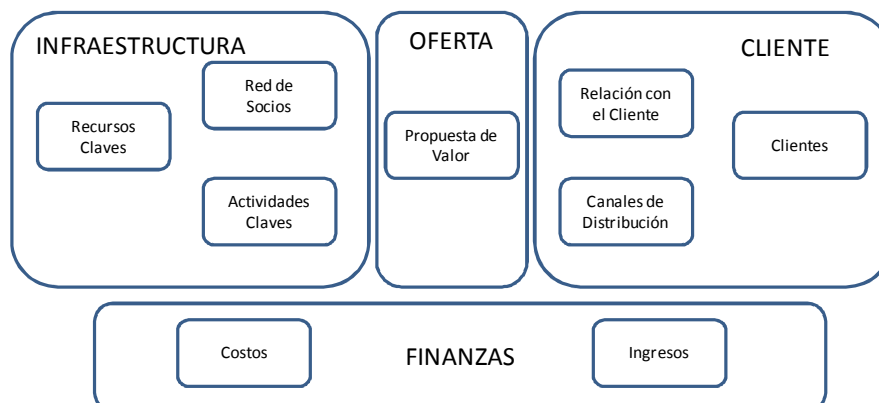 INFRAESTRUCTURA
Red de
Socios
Recursos
Claves
Actividades
Claves
OFERTA
Propuesta de
Valor
CLIENTE
Relación con
el Cliente
Clientes
Canales de
Distribución
Costos
FINANZAS
Ingresos